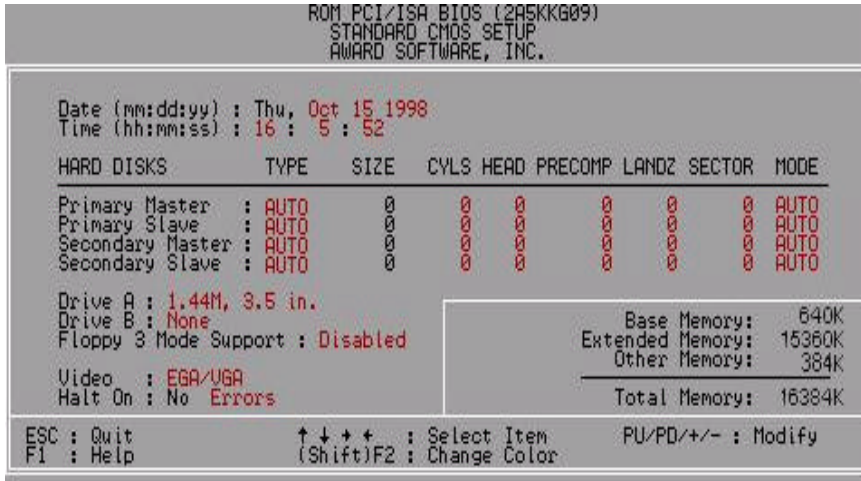 ROM PCI/ISA BIOS (2A5KKG09)
STANDARD CMOS SETUP
AWARD SOFTWARE, INC.
Date (mm:dd:yy) : Thu, Oct 15 1998
Time (hh:mm:ss) : 16 : 5 : 52
HARD DISKS TYPE SIZE CYLS HEAD PRECOMP LANDZ SECTOR MODE
Primary Master : AUTO 0 0 0 0 0 0 AUTO
Primary Slave : AUTO 0 0 0 0 0 0 AUTO
Secondary Master : AUTO 0 0 0 0 0 0 AUTO
Secondary Slave : AUTO 0 0 0 0 0 0 AUTO
Drive A : 1.44M, 3.5 in.
Drive B : None
Floppy 3 Mode Support : Disabled
Video : EGA/VGA
Halt On : No Errors
Base Memory: 640K
Extended Memory: 15360K
Other Memory: 384K
Total Memory: 16384K
ESC : Quit ↑ ↓ → ← : Select Item PU/PD/+/- : Modify
F1 : Help (Shift)F2 : Change Color